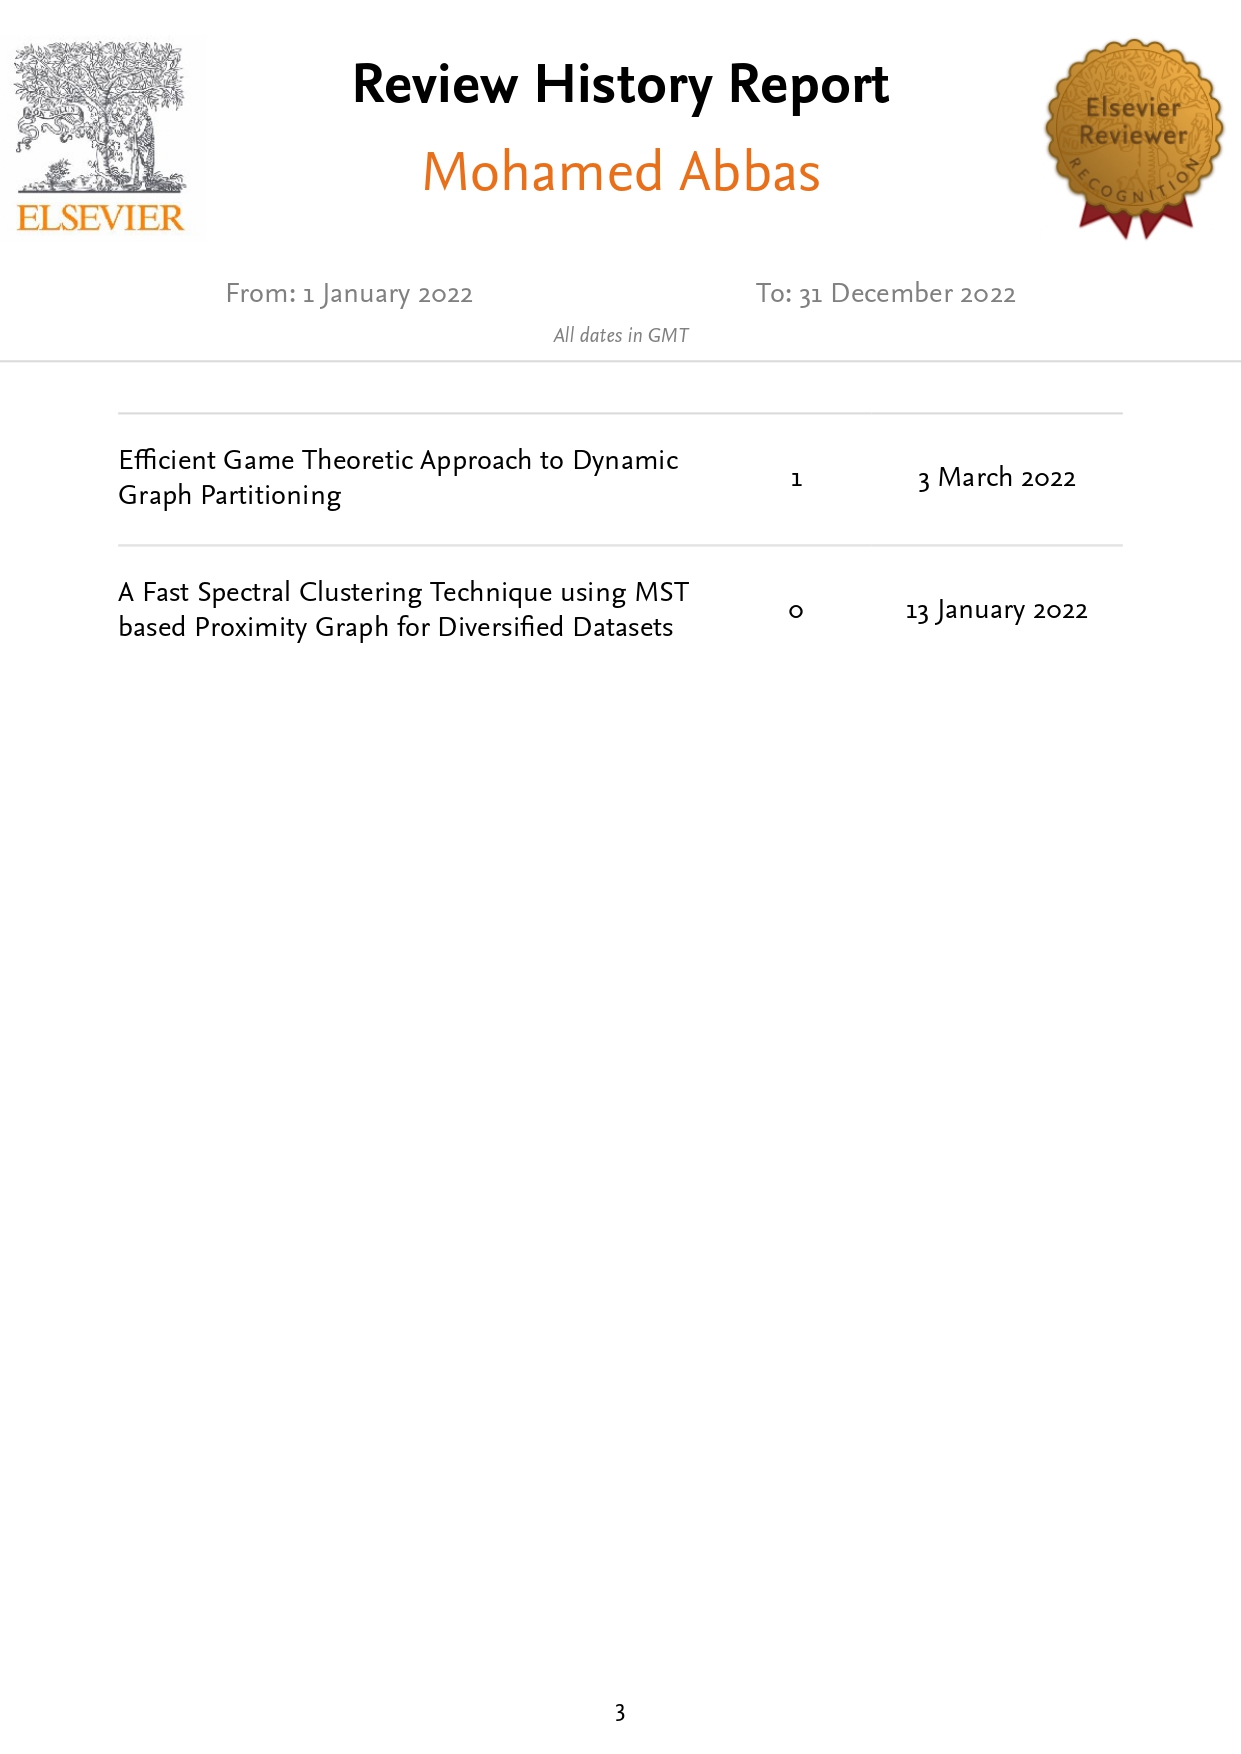 Review History Report
Mohamed Abbas
ELSEVIER
Elsevier
Reviewer
RECOGNITION
From: 1 January 2022
To: 31 December 2022
All dates in GMT
Efficient Game Theoretic Approach to Dynamic
Graph Partitioning
1
3 March 2022
A Fast Spectral Clustering Technique using MST
based Proximity Graph for Diversified Datasets
0
13 January 2022
3